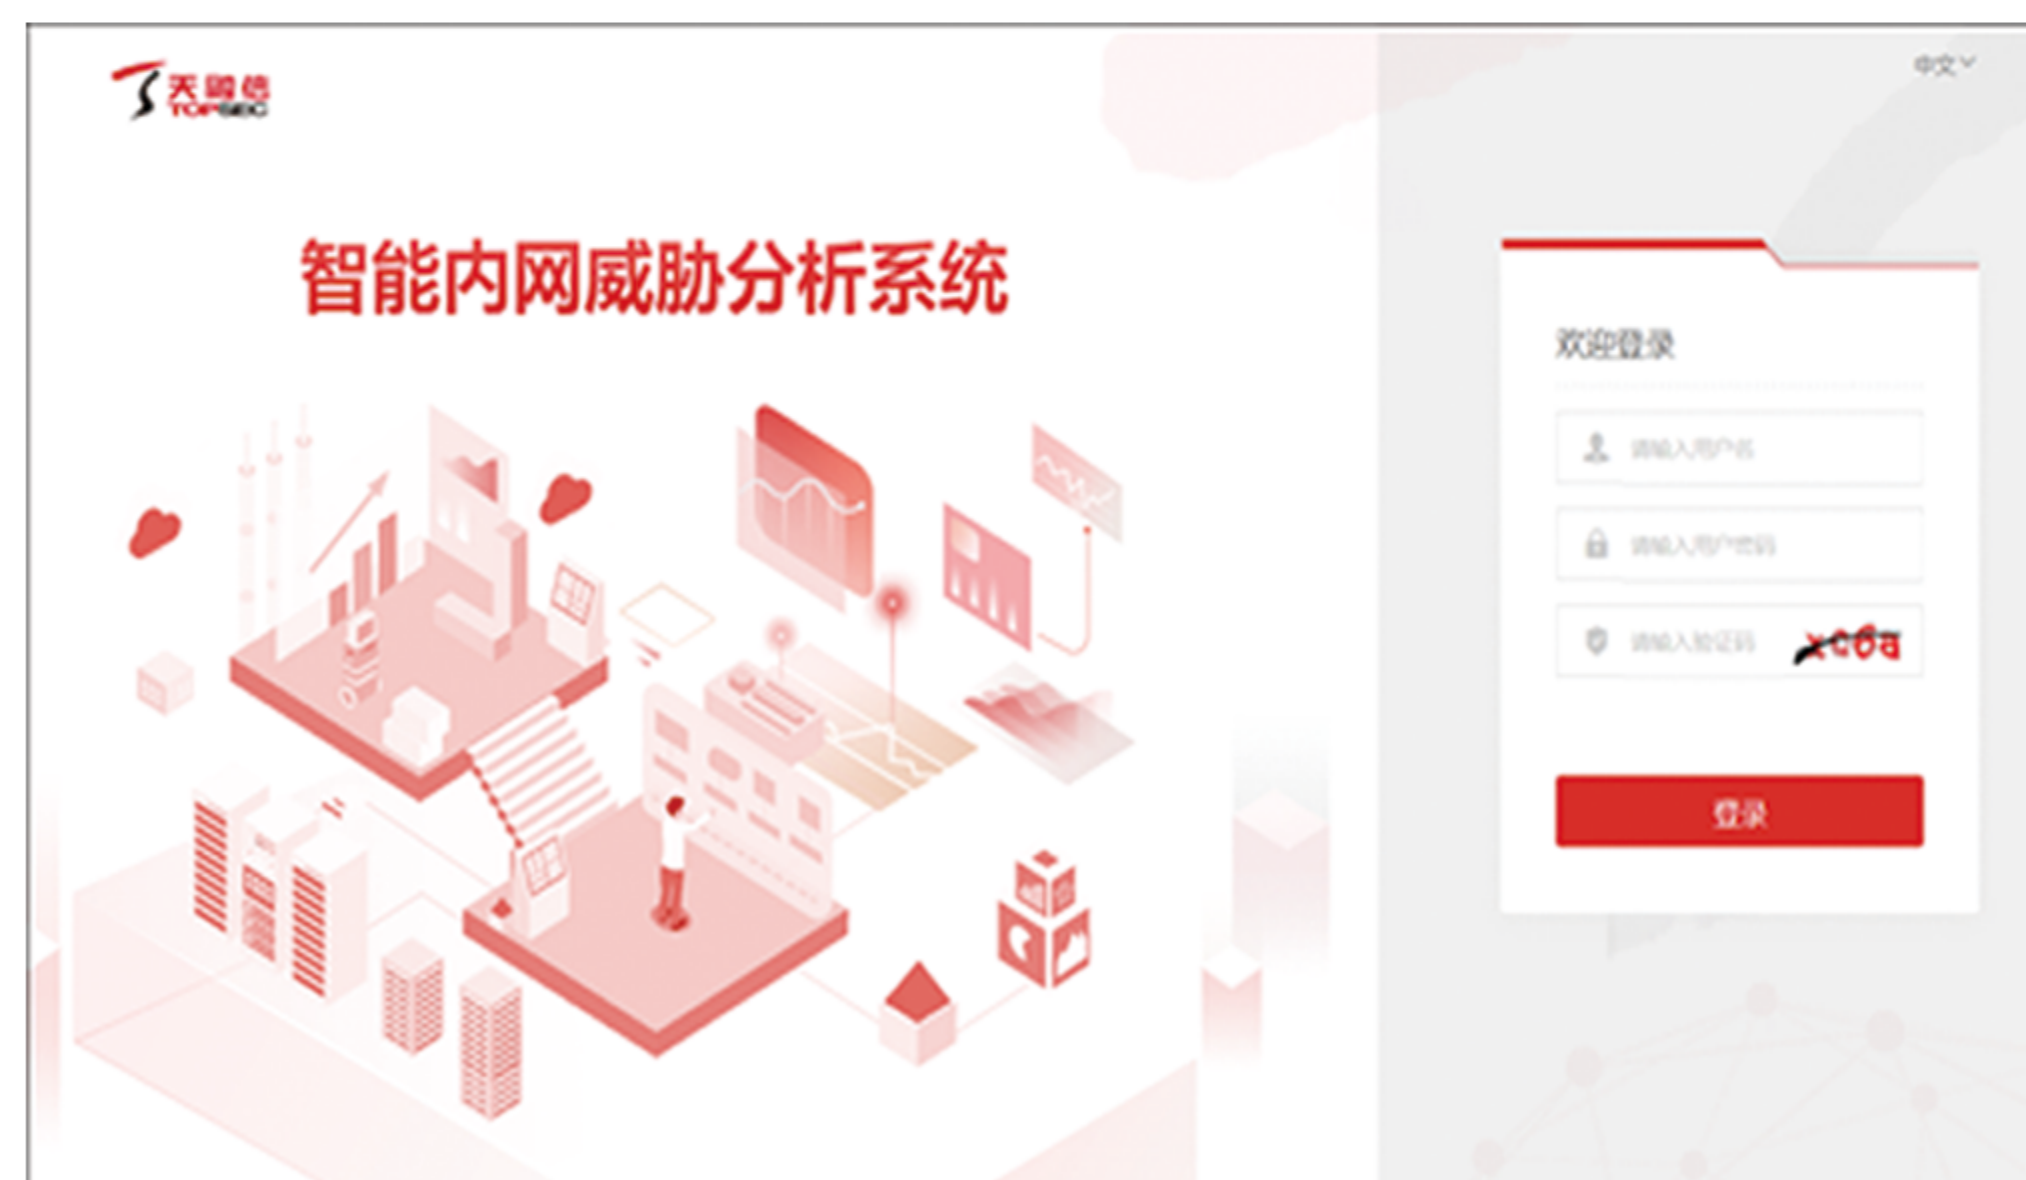 天融信
TOPSEC
中文
智能内网威胁分析系统
欢迎登录
请输入用户名
请输入用户密码
请输入验证码
xc6a
登录